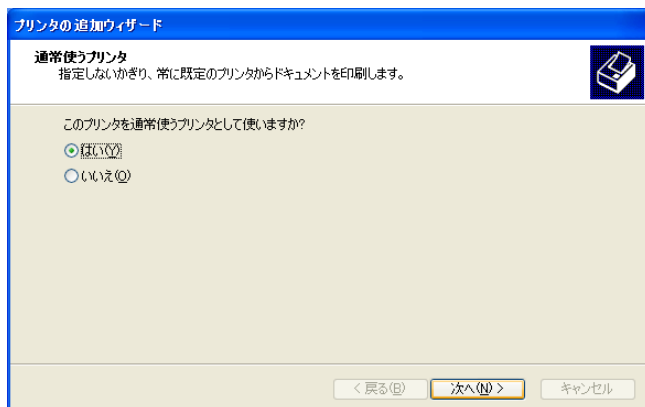 プリンタの追加ウィザード
通常使うプリンタ
指定しないかぎり、常に既定のプリンタからドキュメントを印刷します。
このプリンタを通常使うプリンタとして使いますか?
はい(Y)
いいえ(O)
< 戻る(B)
次へ(N) >
キャンセル